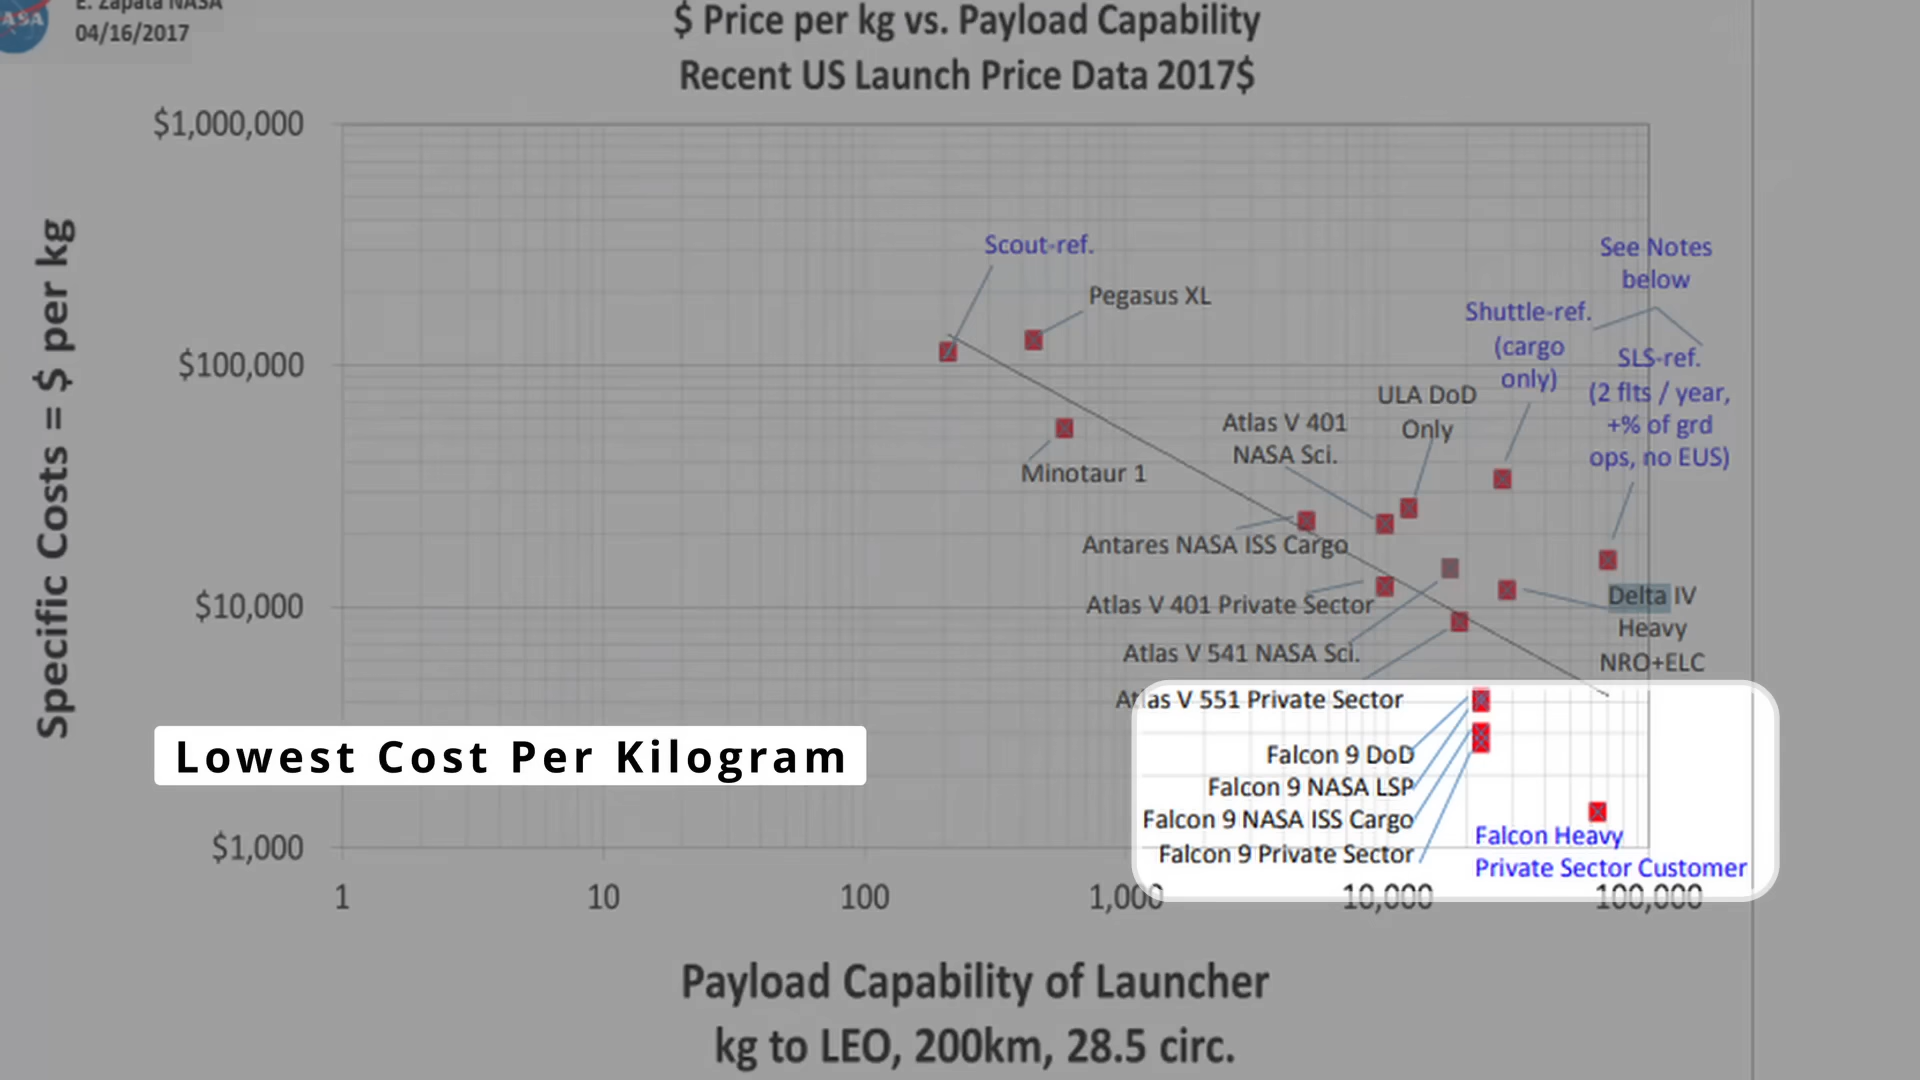 E. Zapata NASA
NASA
04/16/2017
$ Price per kg vs. Payload Capability
Recent US Launch Price Data 2017$
Specific Costs = $ per kg
$1,000,000
$100,000
$10,000
$1,000
Scout-ref.
Pegasus XL
Minotaur 1
Atlas V 401
NASA Sci.
ULA DoD
Only
Shuttle-ref.
(cargo
only)
See Notes
below
SLS-ref.
(2 flts / year,
+% of grd
ops, no EUS)
Antares NASA ISS Cargo
Atlas V 401 Private Sector
Delta IV
Heavy
NRO+ELC
Atlas V 541 NASA Sci.
Atlas V 551 Private Sector
Lowest Cost Per Kilogram
Falcon 9 DoD
Falcon 9 NASA LSP
Falcon 9 NASA ISS Cargo
Falcon 9 Private Sector
Falcon Heavy
Private Sector Customer
1
10
100
1,000
10,000
100,000
Payload Capability of Launcher
kg to LEO, 200km, 28.5 circ.